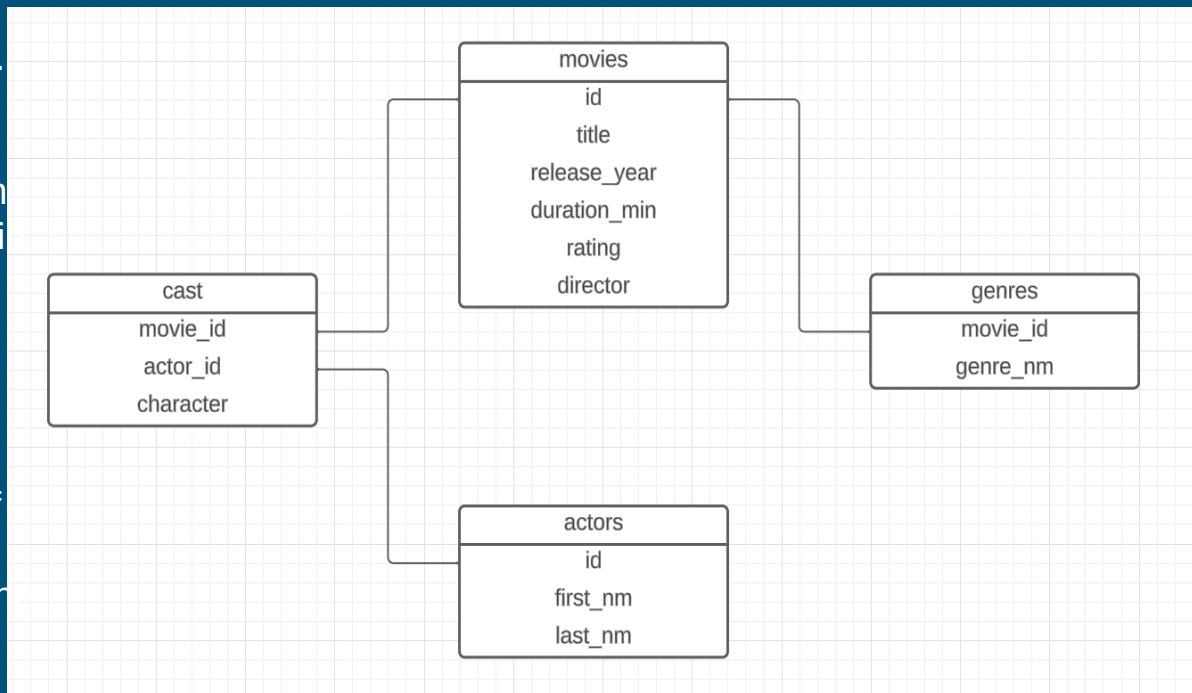 movies
id
title
release_year
duration_min
rating
director
cast
movie_id
actor_id
character
genres
movie_id
genre_nm
actors
id
first_nm
last_nm